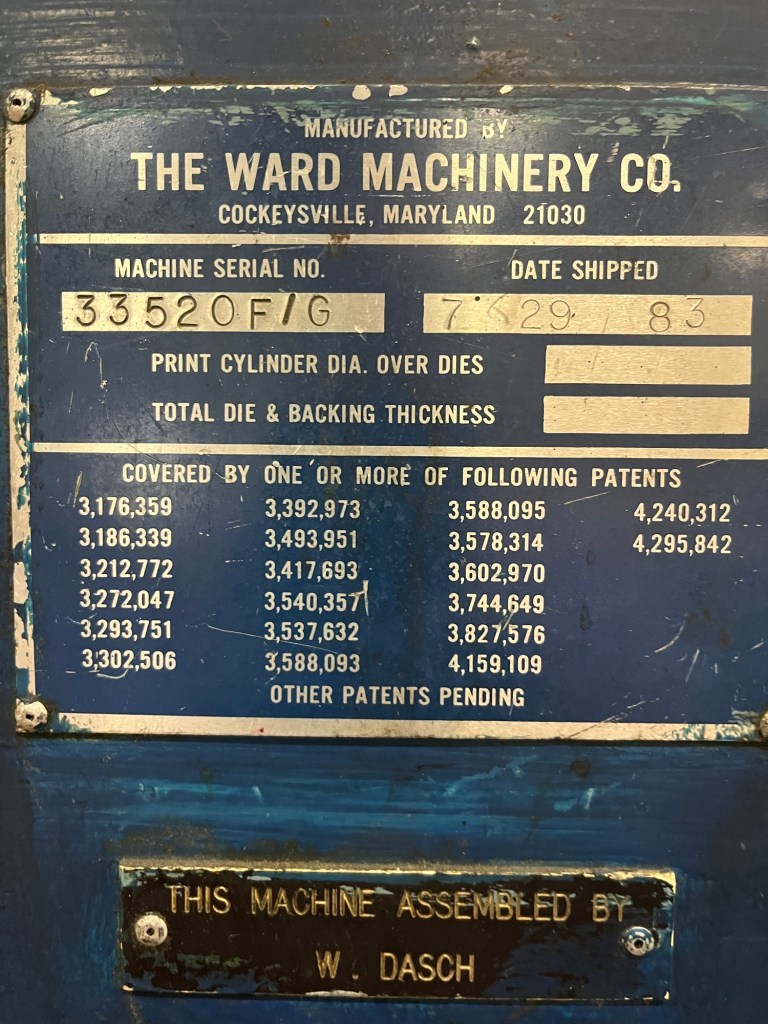 MANUFACTURED BY
THE WARD MACHINERY CO.
COCKEYSVILLE, MARYLAND 21030
MACHINE SERIAL NO. DATE SHIPPED
33520F/G 7 29 83
PRINT CYLINDER DIA. OVER DIES
TOTAL DIE & BACKING THICKNESS
COVERED BY ONE OR MORE OF FOLLOWING PATENTS
3,176,359 3,392,973 3,588,095 4,240,312
3,186,339 3,493,951 3,578,314 4,295,842
3,212,772 3,417,693 3,602,970
3,272,047 3,540,357 3,744,649
3,293,751 3,537,632 3,827,576
3,302,506 3,588,093 4,159,109
OTHER PATENTS PENDING
THIS MACHINE ASSEMBLED BY
W. DASCH